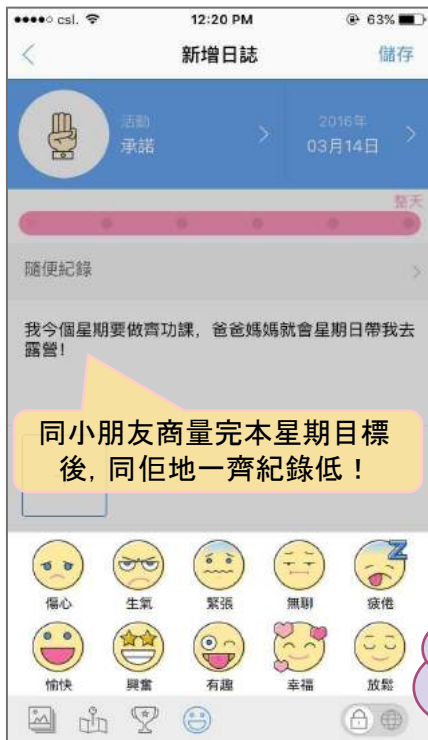 csl. 12:20 PM 63%
新增日誌 儲存
活動
承諾
2016年
03月14日
整天
隨便紀錄
我今個星期要做齊功課，爸爸媽媽就會星期日帶我去
露營!
同小朋友商量完本星期目標
後, 同佢地一齊紀錄低！
傷心 生氣 緊張 無聊 疲倦
愉快 興奮 有趣 幸福 放鬆